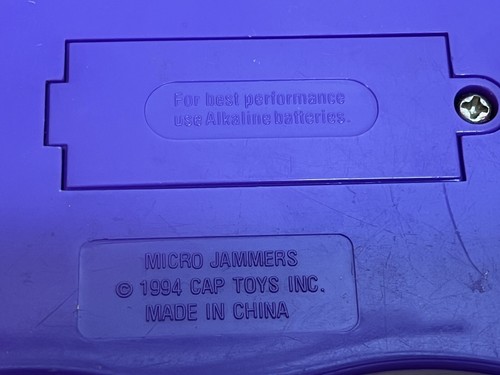 For best performance
use Alkaline batteries.
MICRO JAMMERS
© 1994 CAP TOYS INC.
MADE IN CHINA